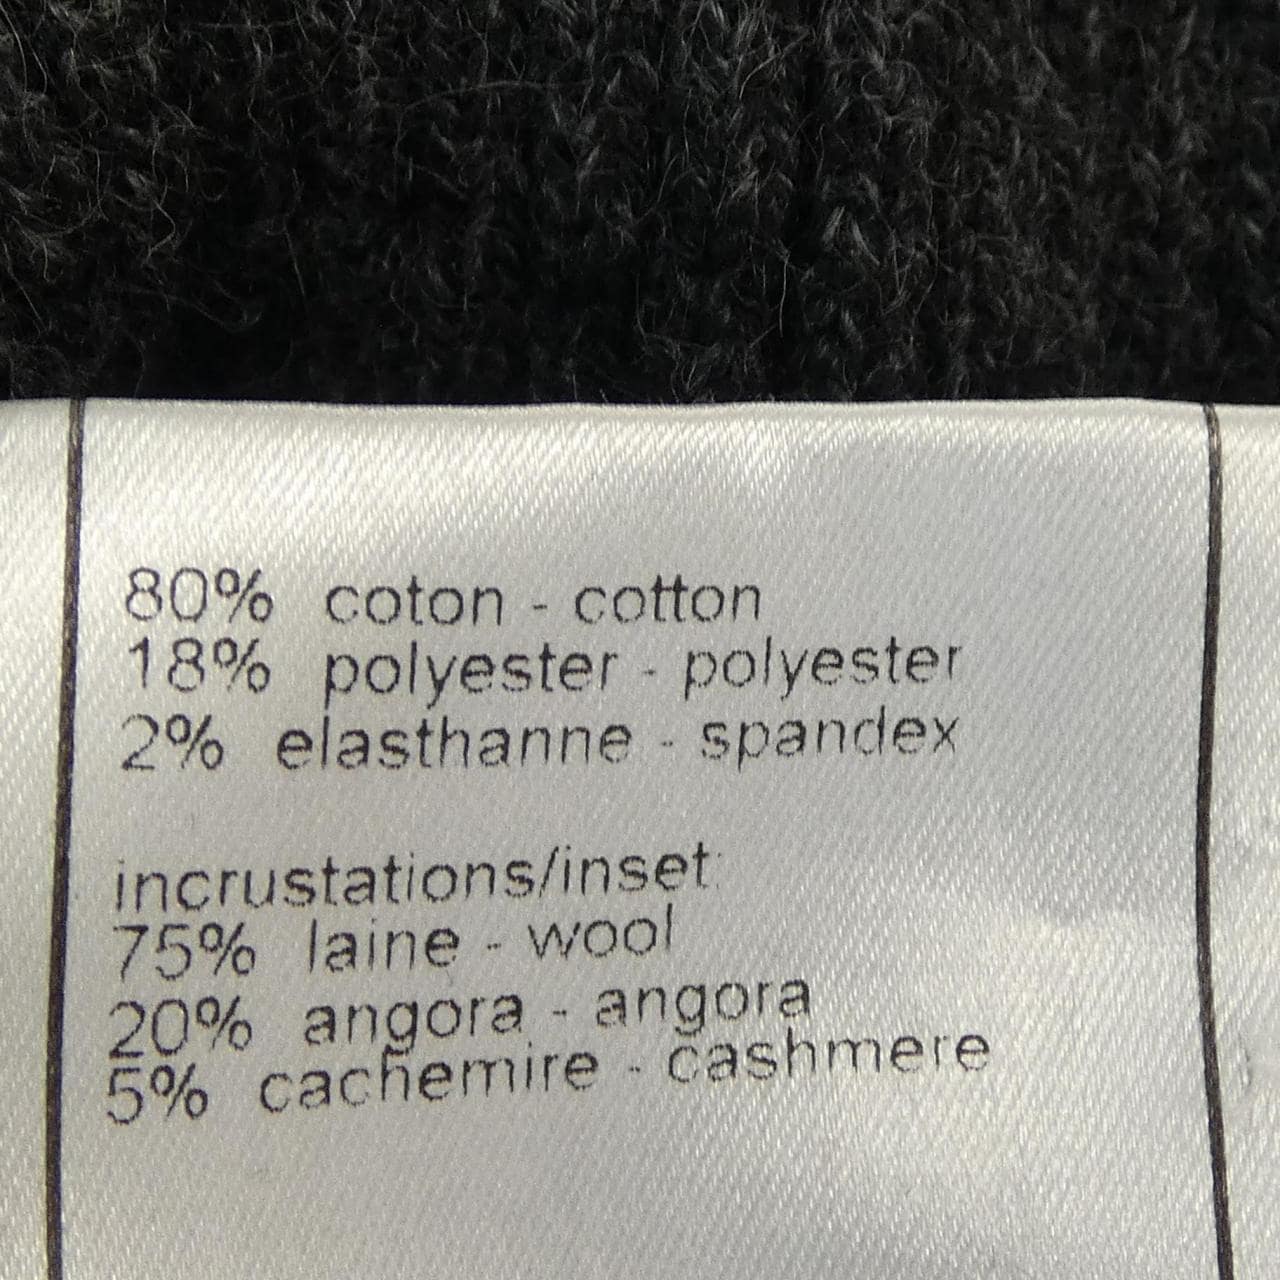 80% coton - cotton
18% polyester - polyester
2% elasthanne - spandex
incrustations/inset:
75% laine - wool
20% angora - angora
5% cachemire - cashmere